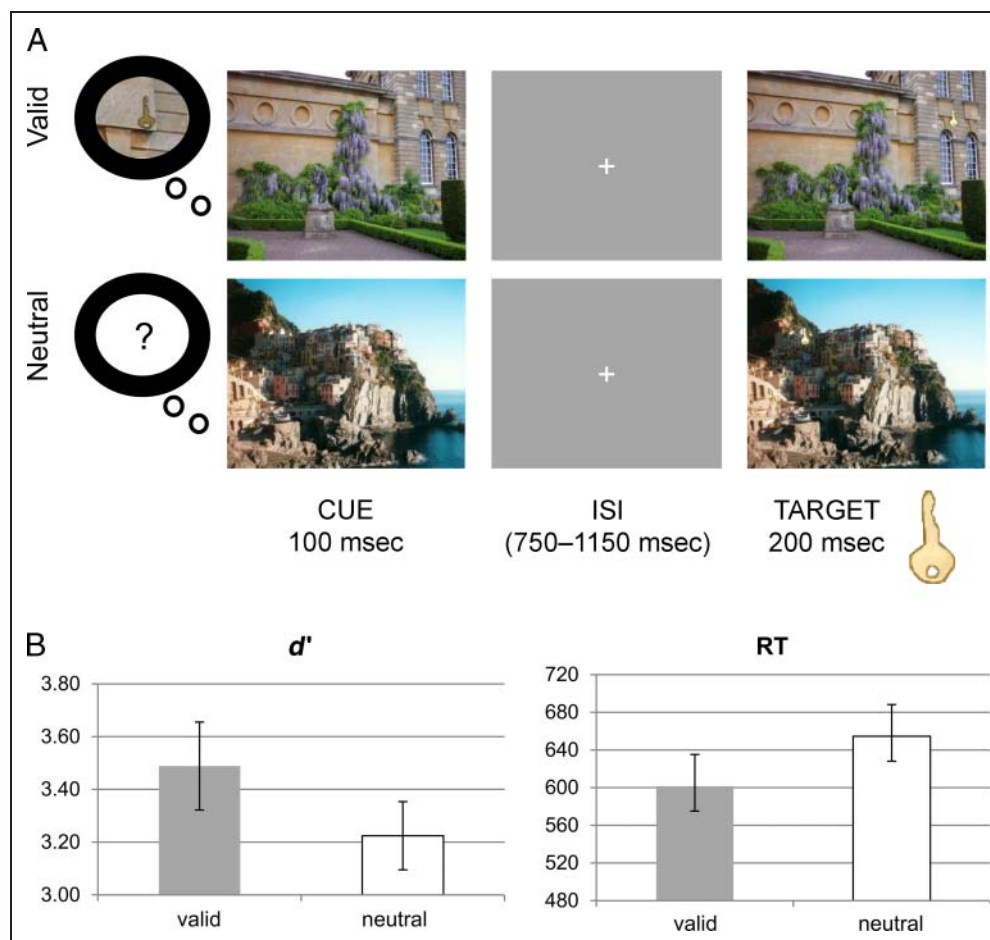 A
Valid
Neutral
?
CUE
100 msec
ISI
(750–1150 msec)
TARGET
200 msec
B
d'
3.80
3.60
3.40
3.20
3.00
valid
neutral
RT
720
680
640
600
560
520
480
valid
neutral